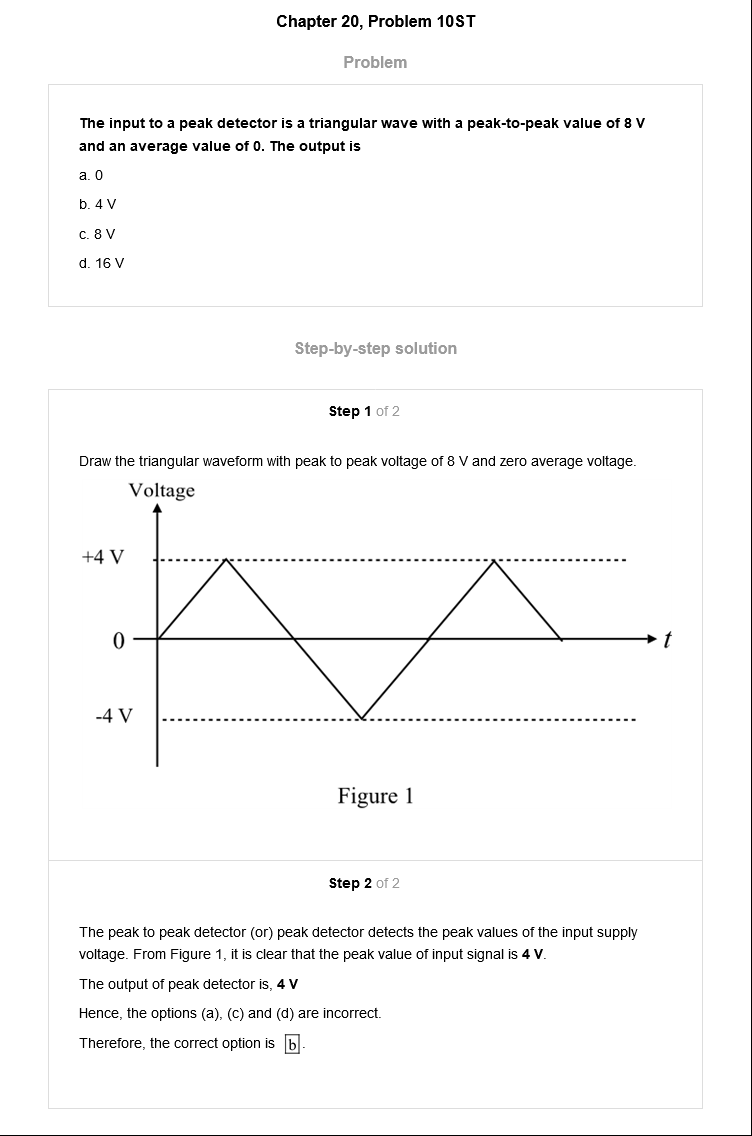 Chapter 20, Problem 10ST
Problem
The input to a peak detector is a triangular wave with a peak-to-peak value of 8 V
and an average value of 0. The output is
a. 0
b. 4 V
c. 8 V
d. 16 V
Step-by-step solution
Step 1 of 2
Draw the triangular waveform with peak to peak voltage of 8 V and zero average voltage.
Voltage
+4 V
0
t
-4 V
Figure 1
Step 2 of 2
The peak to peak detector (or) peak detector detects the peak values of the input supply
voltage. From Figure 1, it is clear that the peak value of input signal is 4 V.
The output of peak detector is, 4 V
Hence, the options (a), (c) and (d) are incorrect.
Therefore, the correct option is b.